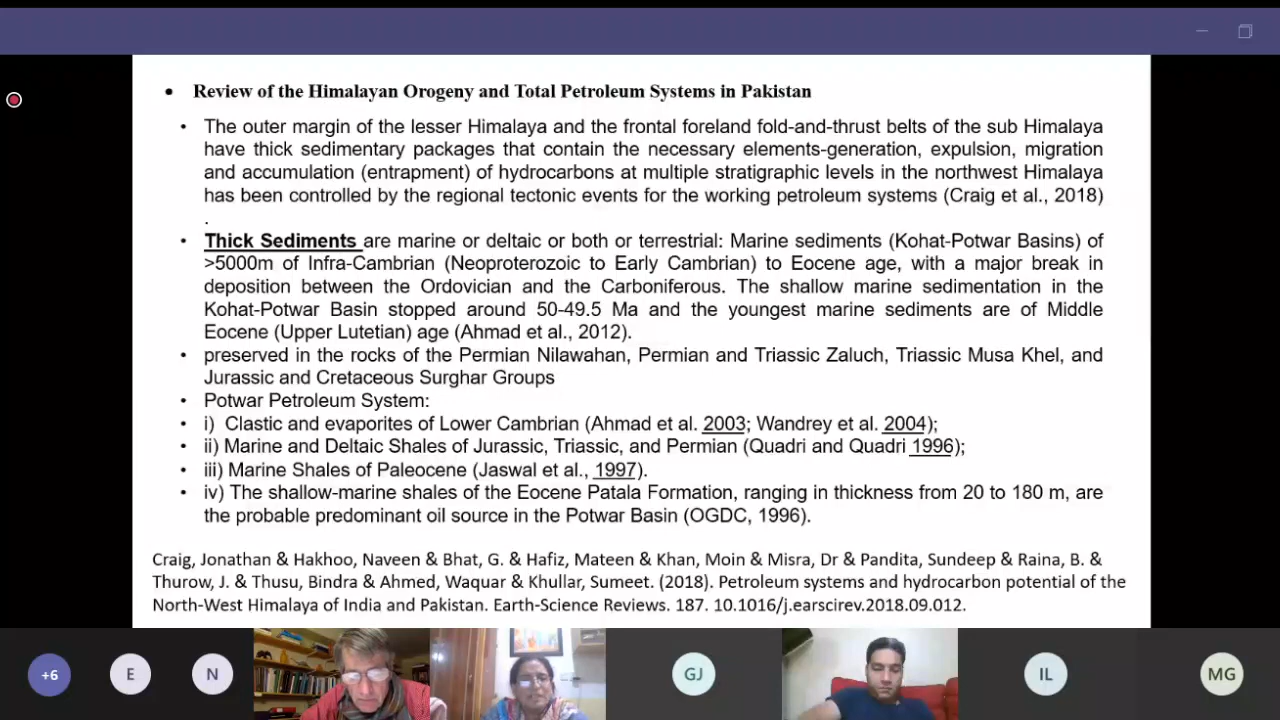 • Review of the Himalayan Orogeny and Total Petroleum Systems in Pakistan
• The outer margin of the lesser Himalaya and the frontal foreland fold-and-thrust belts of the sub Himalaya
have thick sedimentary packages that contain the necessary elements-generation, expulsion, migration
and accumulation (entrapment) of hydrocarbons at multiple stratigraphic levels in the northwest Himalaya
has been controlled by the regional tectonic events for the working petroleum systems (Craig et al., 2018)
.
• Thick Sediments are marine or deltaic or both or terrestrial: Marine sediments (Kohat-Potwar Basins) of
>5000m of Infra-Cambrian (Neoproterozoic to Early Cambrian) to Eocene age, with a major break in
deposition between the Ordovician and the Carboniferous. The shallow marine sedimentation in the
Kohat-Potwar Basin stopped around 50-49.5 Ma and the youngest marine sediments are of Middle
Eocene (Upper Lutetian) age (Ahmad et al., 2012).
• preserved in the rocks of the Permian Nilawahan, Permian and Triassic Zaluch, Triassic Musa Khel, and
Jurassic and Cretaceous Surghar Groups
• Potwar Petroleum System:
• i) Clastic and evaporites of Lower Cambrian (Ahmad et al. 2003; Wandrey et al. 2004);
• ii) Marine and Deltaic Shales of Jurassic, Triassic, and Permian (Quadri and Quadri 1996);
• iii) Marine Shales of Paleocene (Jaswal et al., 1997).
• iv) The shallow-marine shales of the Eocene Patala Formation, ranging in thickness from 20 to 180 m, are
the probable predominant oil source in the Potwar Basin (OGDC, 1996).
Craig, Jonathan & Hakhoo, Naveen & Bhat, G. & Hafiz, Mateen & Khan, Moin & Misra, Dr & Pandita, Sundeep & Raina, B. &
Thurow, J. & Thusu, Bindra & Ahmed, Waquar & Khullar, Sumeet. (2018). Petroleum systems and hydrocarbon potential of the
North-West Himalaya of India and Pakistan. Earth-Science Reviews. 187. 10.1016/j.earscirev.2018.09.012.
+6
E
N
GJ
IL
MG